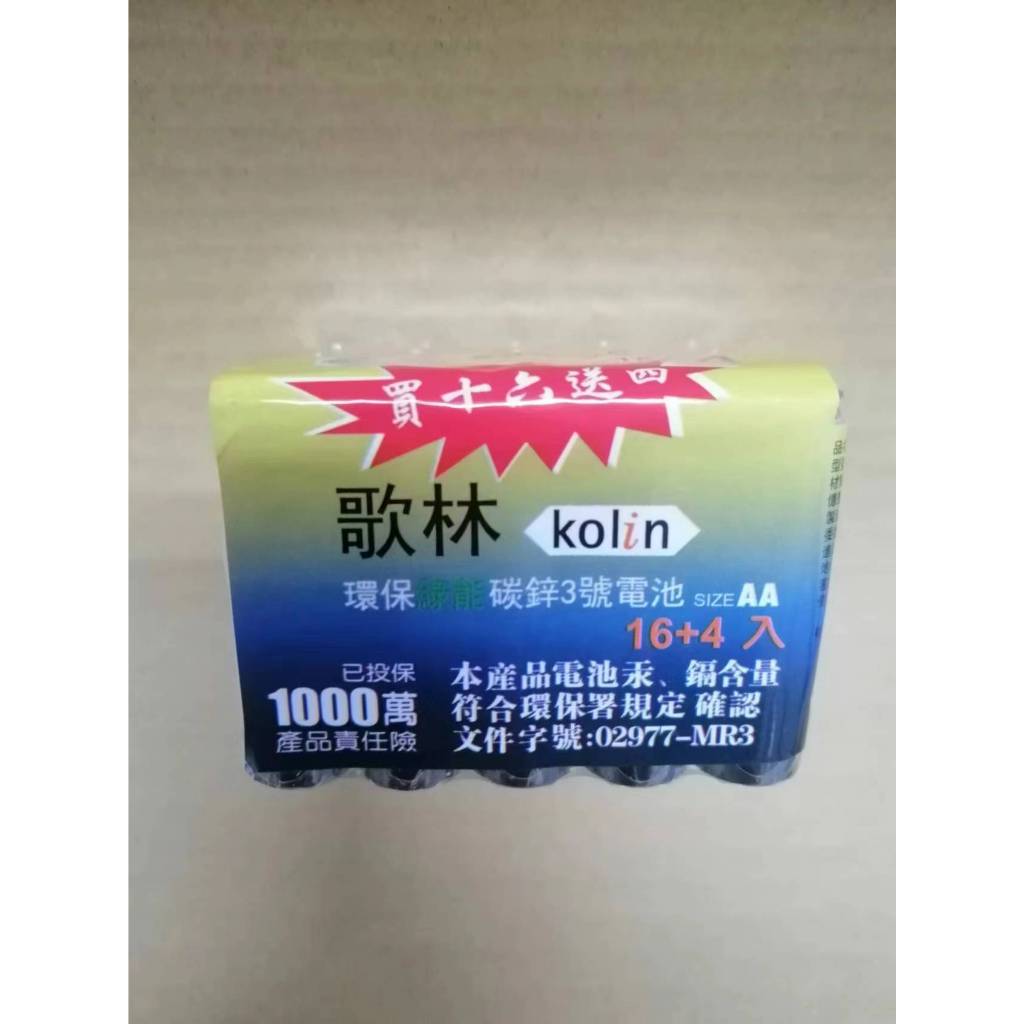 買十六送四
歌林 kolin
環保綠能碳鋅3號電池 SIZE AA
16+4 入
已投保
1000萬
產品責任險
本産品電池汞、鎘含量
符合環保署規定 確認
文件字號:02977-MR3